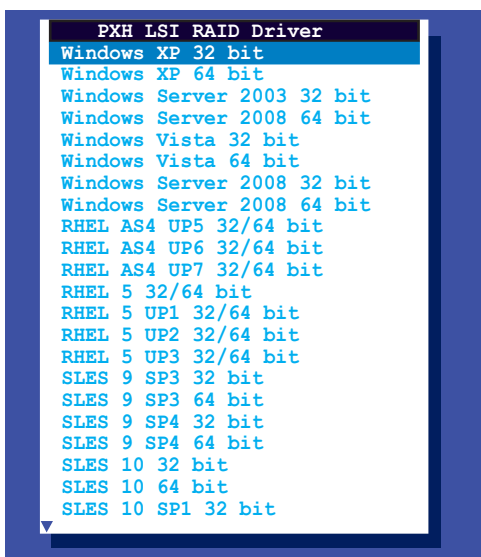 PXH LSI RAID Driver
Windows XP 32 bit
Windows XP 64 bit
Windows Server 2003 32 bit
Windows Server 2008 64 bit
Windows Vista 32 bit
Windows Vista 64 bit
Windows Server 2008 32 bit
Windows Server 2008 64 bit
RHEL AS4 UP5 32/64 bit
RHEL AS4 UP6 32/64 bit
RHEL AS4 UP7 32/64 bit
RHEL 5 32/64 bit
RHEL 5 UP1 32/64 bit
RHEL 5 UP2 32/64 bit
RHEL 5 UP3 32/64 bit
SLES 9 SP3 32 bit
SLES 9 SP3 64 bit
SLES 9 SP4 32 bit
SLES 9 SP4 64 bit
SLES 10 32 bit
SLES 10 64 bit
SLES 10 SP1 32 bit